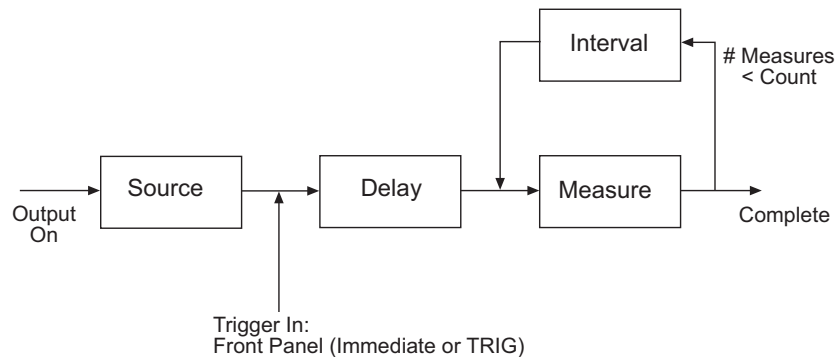 Interval
# Measures
< Count
Source
Delay
Measure
Output
On
Complete
Trigger In:
Front Panel (Immediate or TRIG)